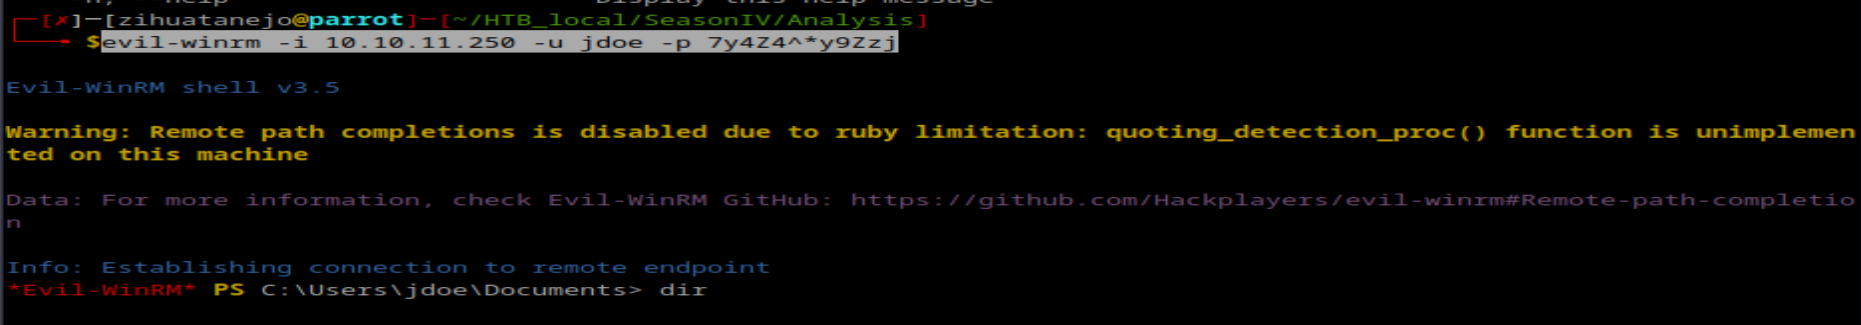 [✗]─[zihuatanejo@parrot]─[~/HTB_local/SeasonIV/Analysis]
$evil-winrm -i 10.10.11.250 -u jdoe -p 7y4Z4^*y9Zzj
Evil-WinRM shell v3.5
Warning: Remote path completions is disabled due to ruby limitation: quoting_detection_proc() function is unimplemen
ted on this machine
Data: For more information, check Evil-WinRM GitHub: https://github.com/Hackplayers/evil-winrm#Remote-path-completio
n
Info: Establishing connection to remote endpoint
*Evil-WinRM* PS C:\Users\jdoe\Documents> dir